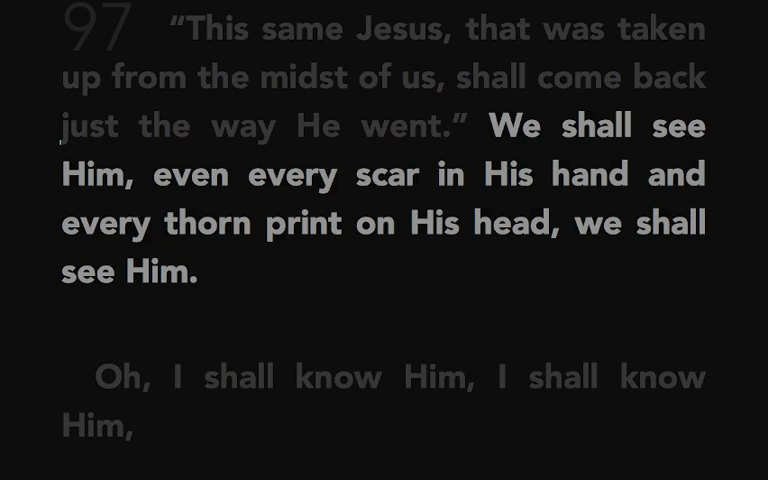 97 “This same Jesus, that was taken
up from the midst of us, shall come back
just the way He went.” We shall see
Him, even every scar in His hand and
every thorn print on His head, we shall
see Him.
Oh, I shall know Him, I shall know
Him,